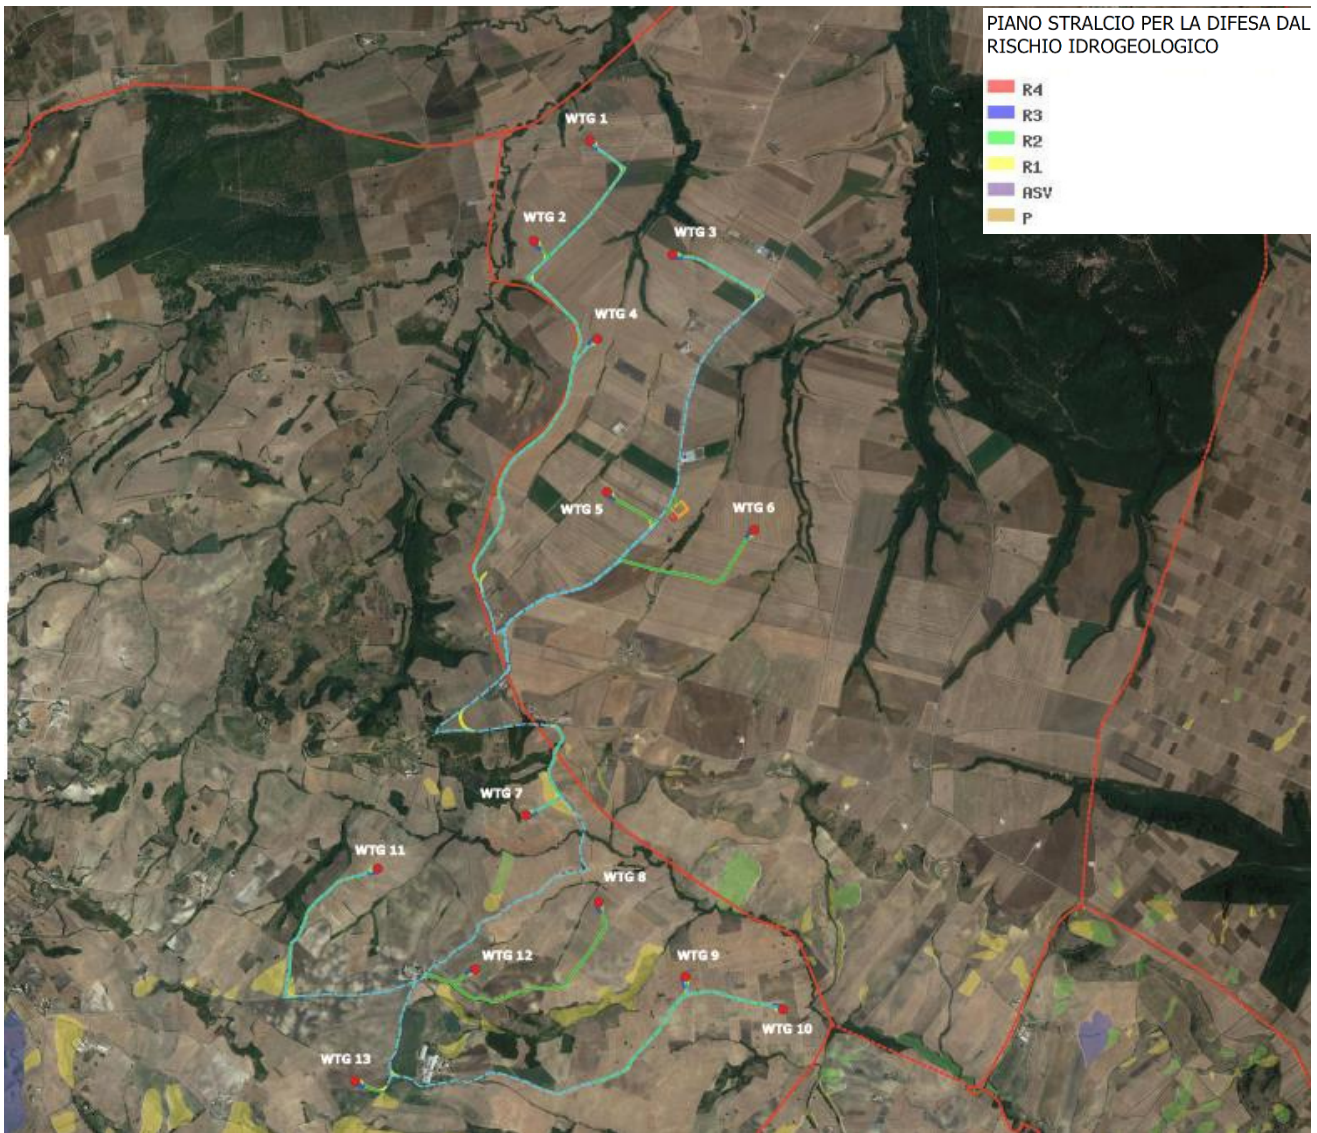 PIANO STRALCIO PER LA DIFESA DAL
RISCHIO IDROGEOLOGICO
R4
R3
R2
R1
ASV
P
WTG 1
WTG 2
WTG 3
WTG 4
WTG 5
WTG 6
WTG 7
WTG 11
WTG 8
WTG 12
WTG 9
WTG 10
WTG 13